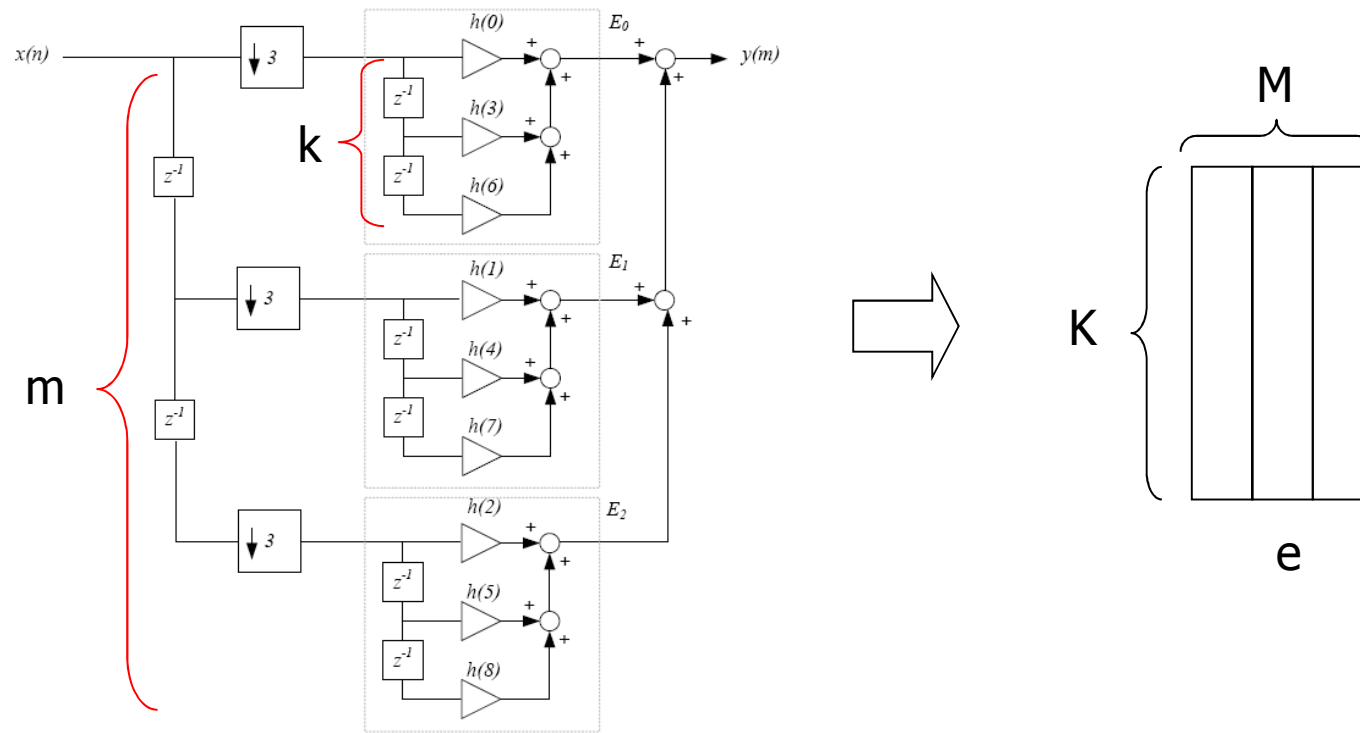 x(n)
3
h(0)
E₀
+
+
+
+
y(m)
z⁻¹
h(3)
+
+
k
z⁻¹
z⁻¹
h(6)
m
3
h(1)
E₁
+
+
+
+
z⁻¹
h(4)
+
+
z⁻¹
z⁻¹
h(7)
3
h(2)
E₂
+
+
z⁻¹
h(5)
+
+
z⁻¹
h(8)
M
K
e